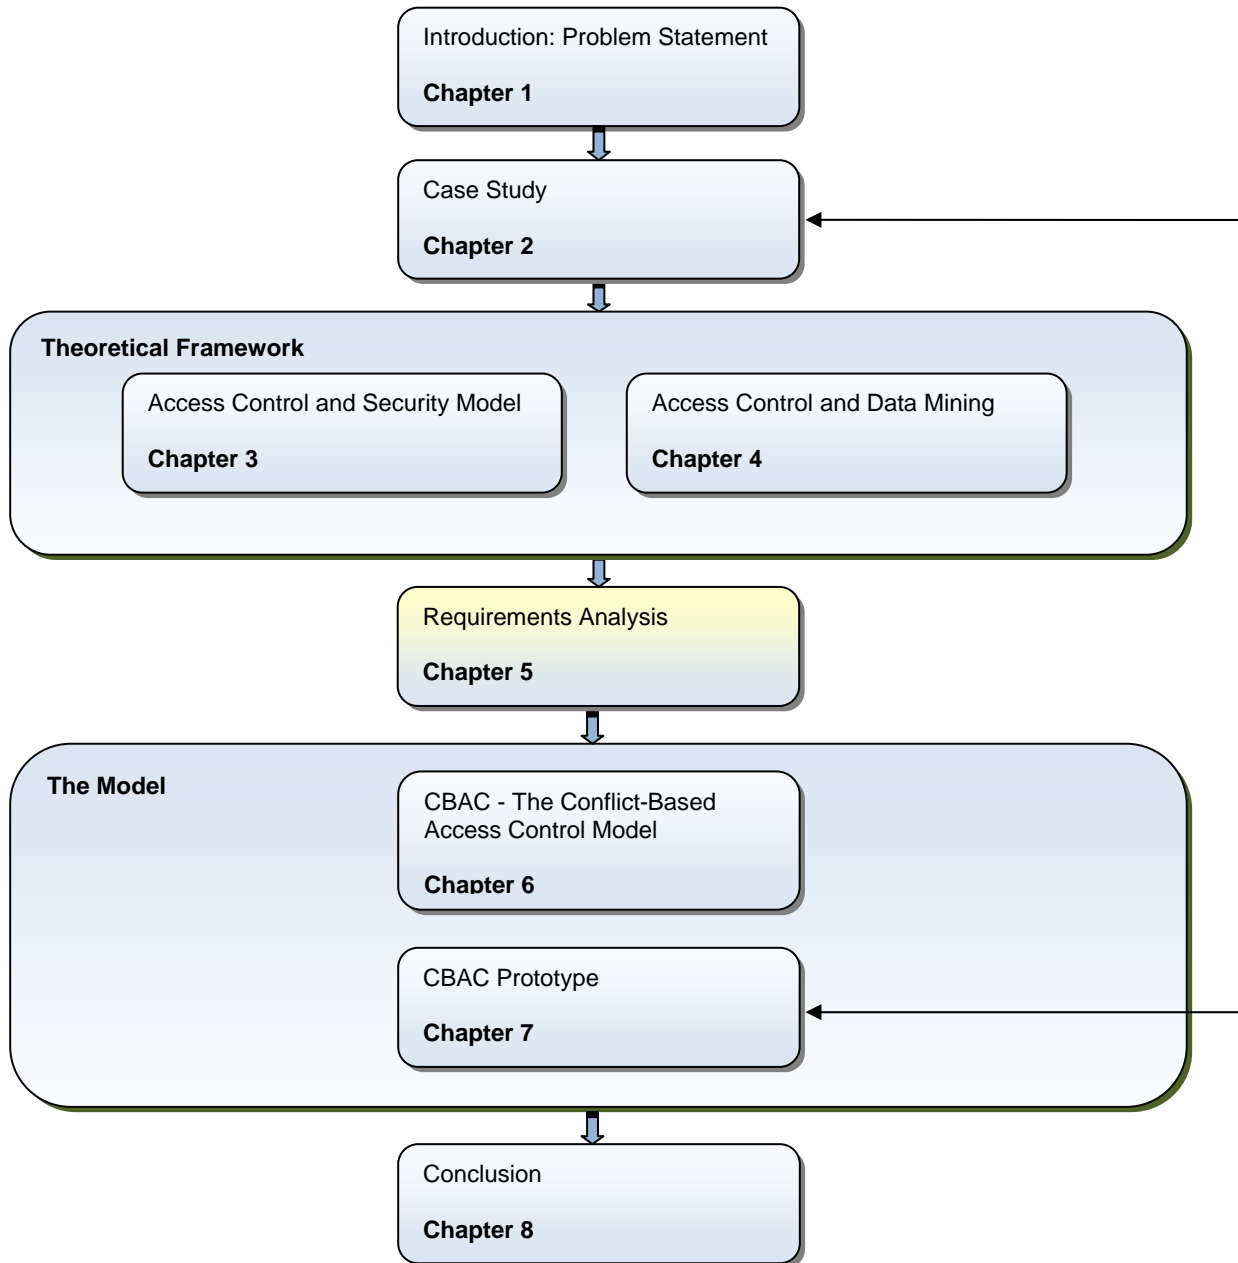 Introduction: Problem Statement
Chapter 1
Case Study
Chapter 2
Theoretical Framework
Access Control and Security Model
Chapter 3
Access Control and Data Mining
Chapter 4
Requirements Analysis
Chapter 5
The Model
CBAC - The Conflict-Based
Access Control Model
Chapter 6
CBAC Prototype
Chapter 7
Conclusion
Chapter 8